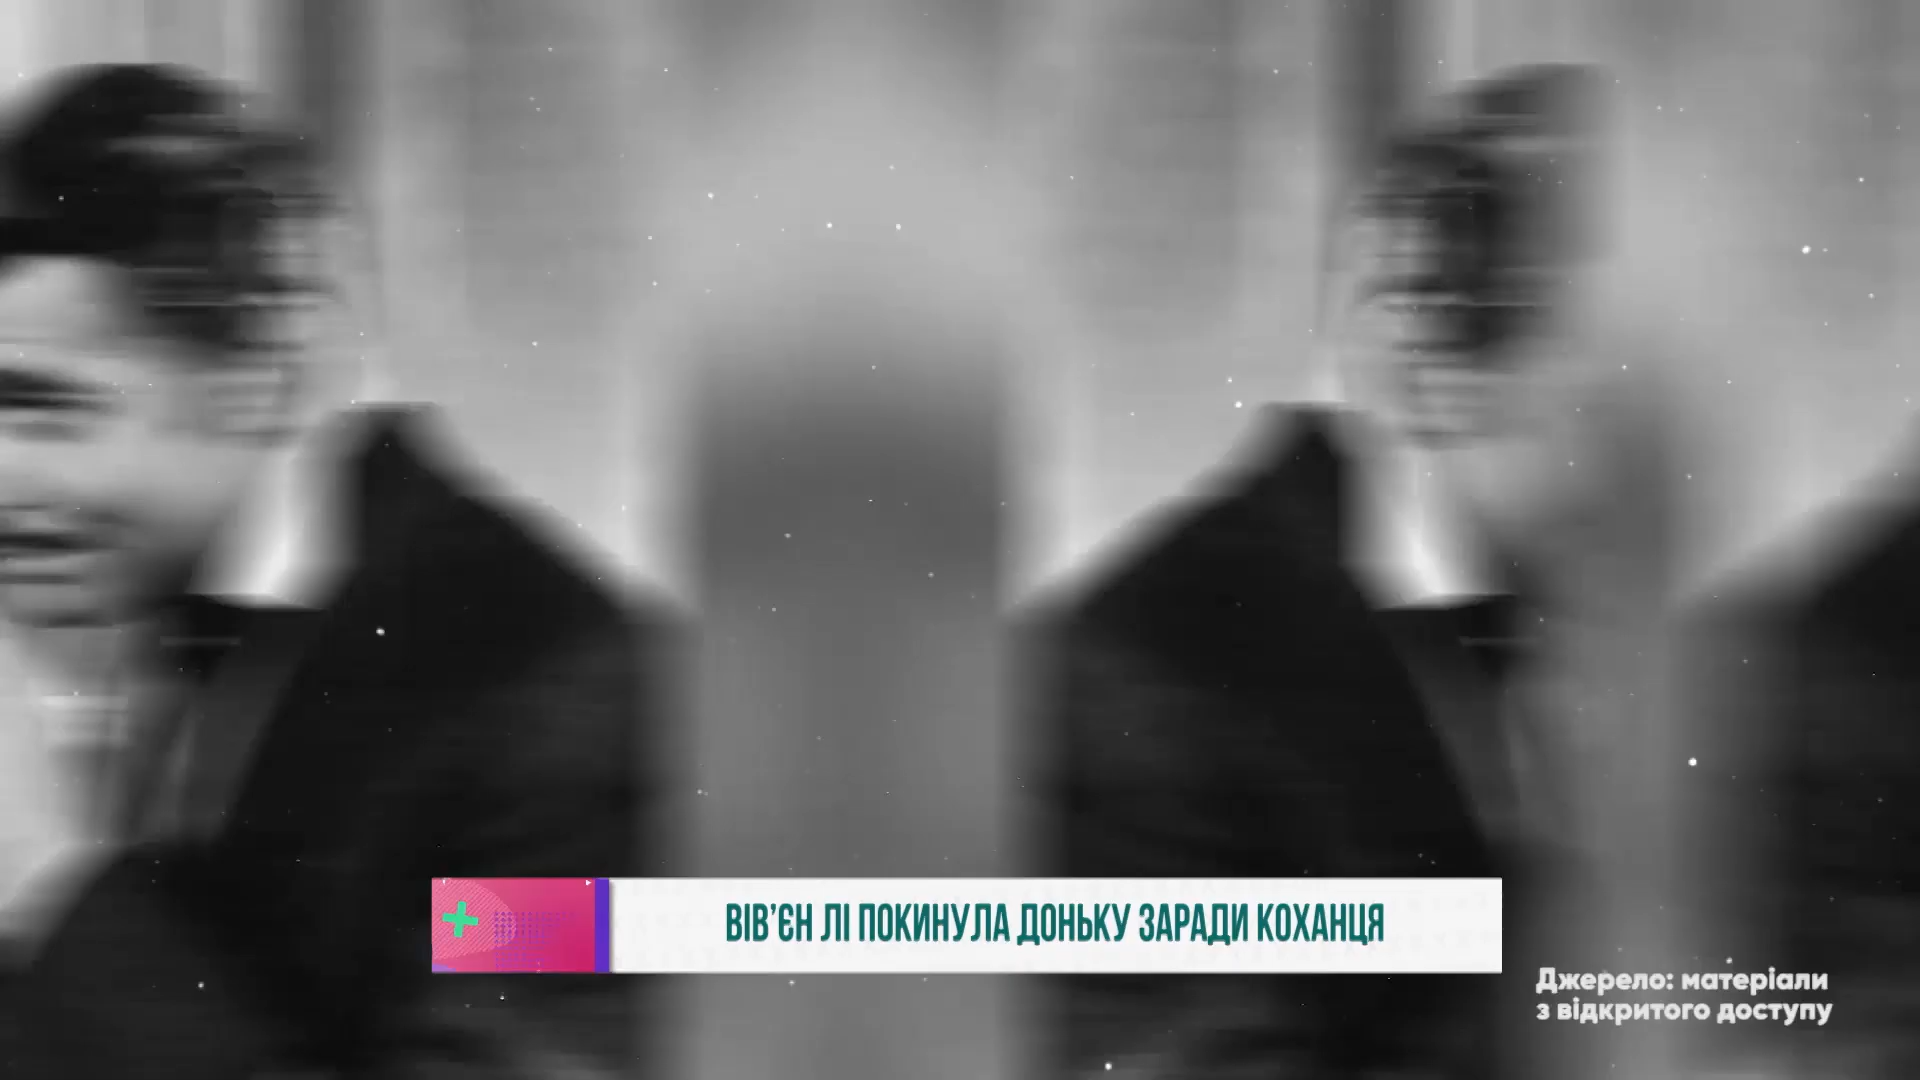 ВІВ’ЄН ЛІ ПОКИНУЛА ДОНЬКУ ЗАРАДИ КОХАНЦЯ
Джерело: матеріали
з відкритого доступу